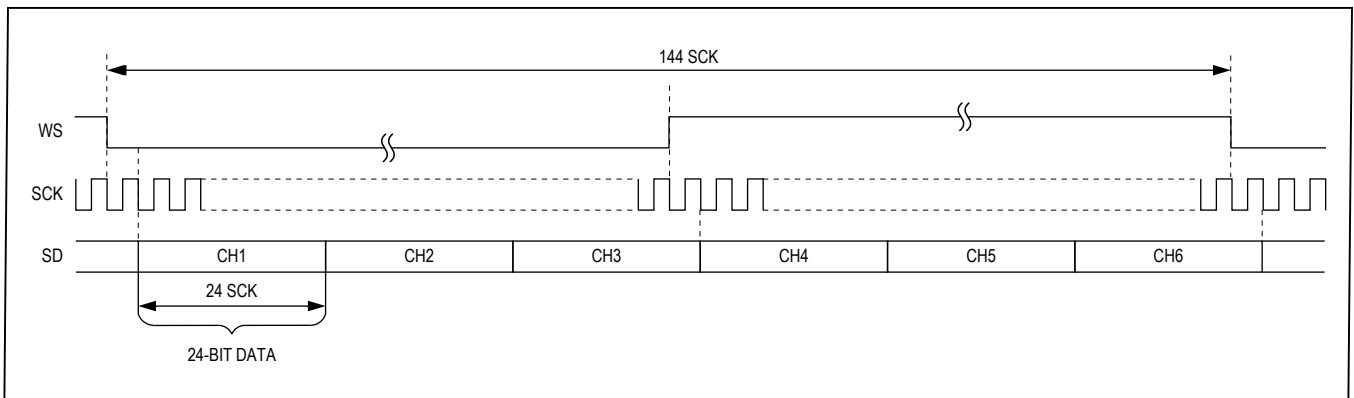 144 SCK
WS
SCK
SD
CH1
CH2
CH3
CH4
CH5
CH6
24 SCK
24-BIT DATA